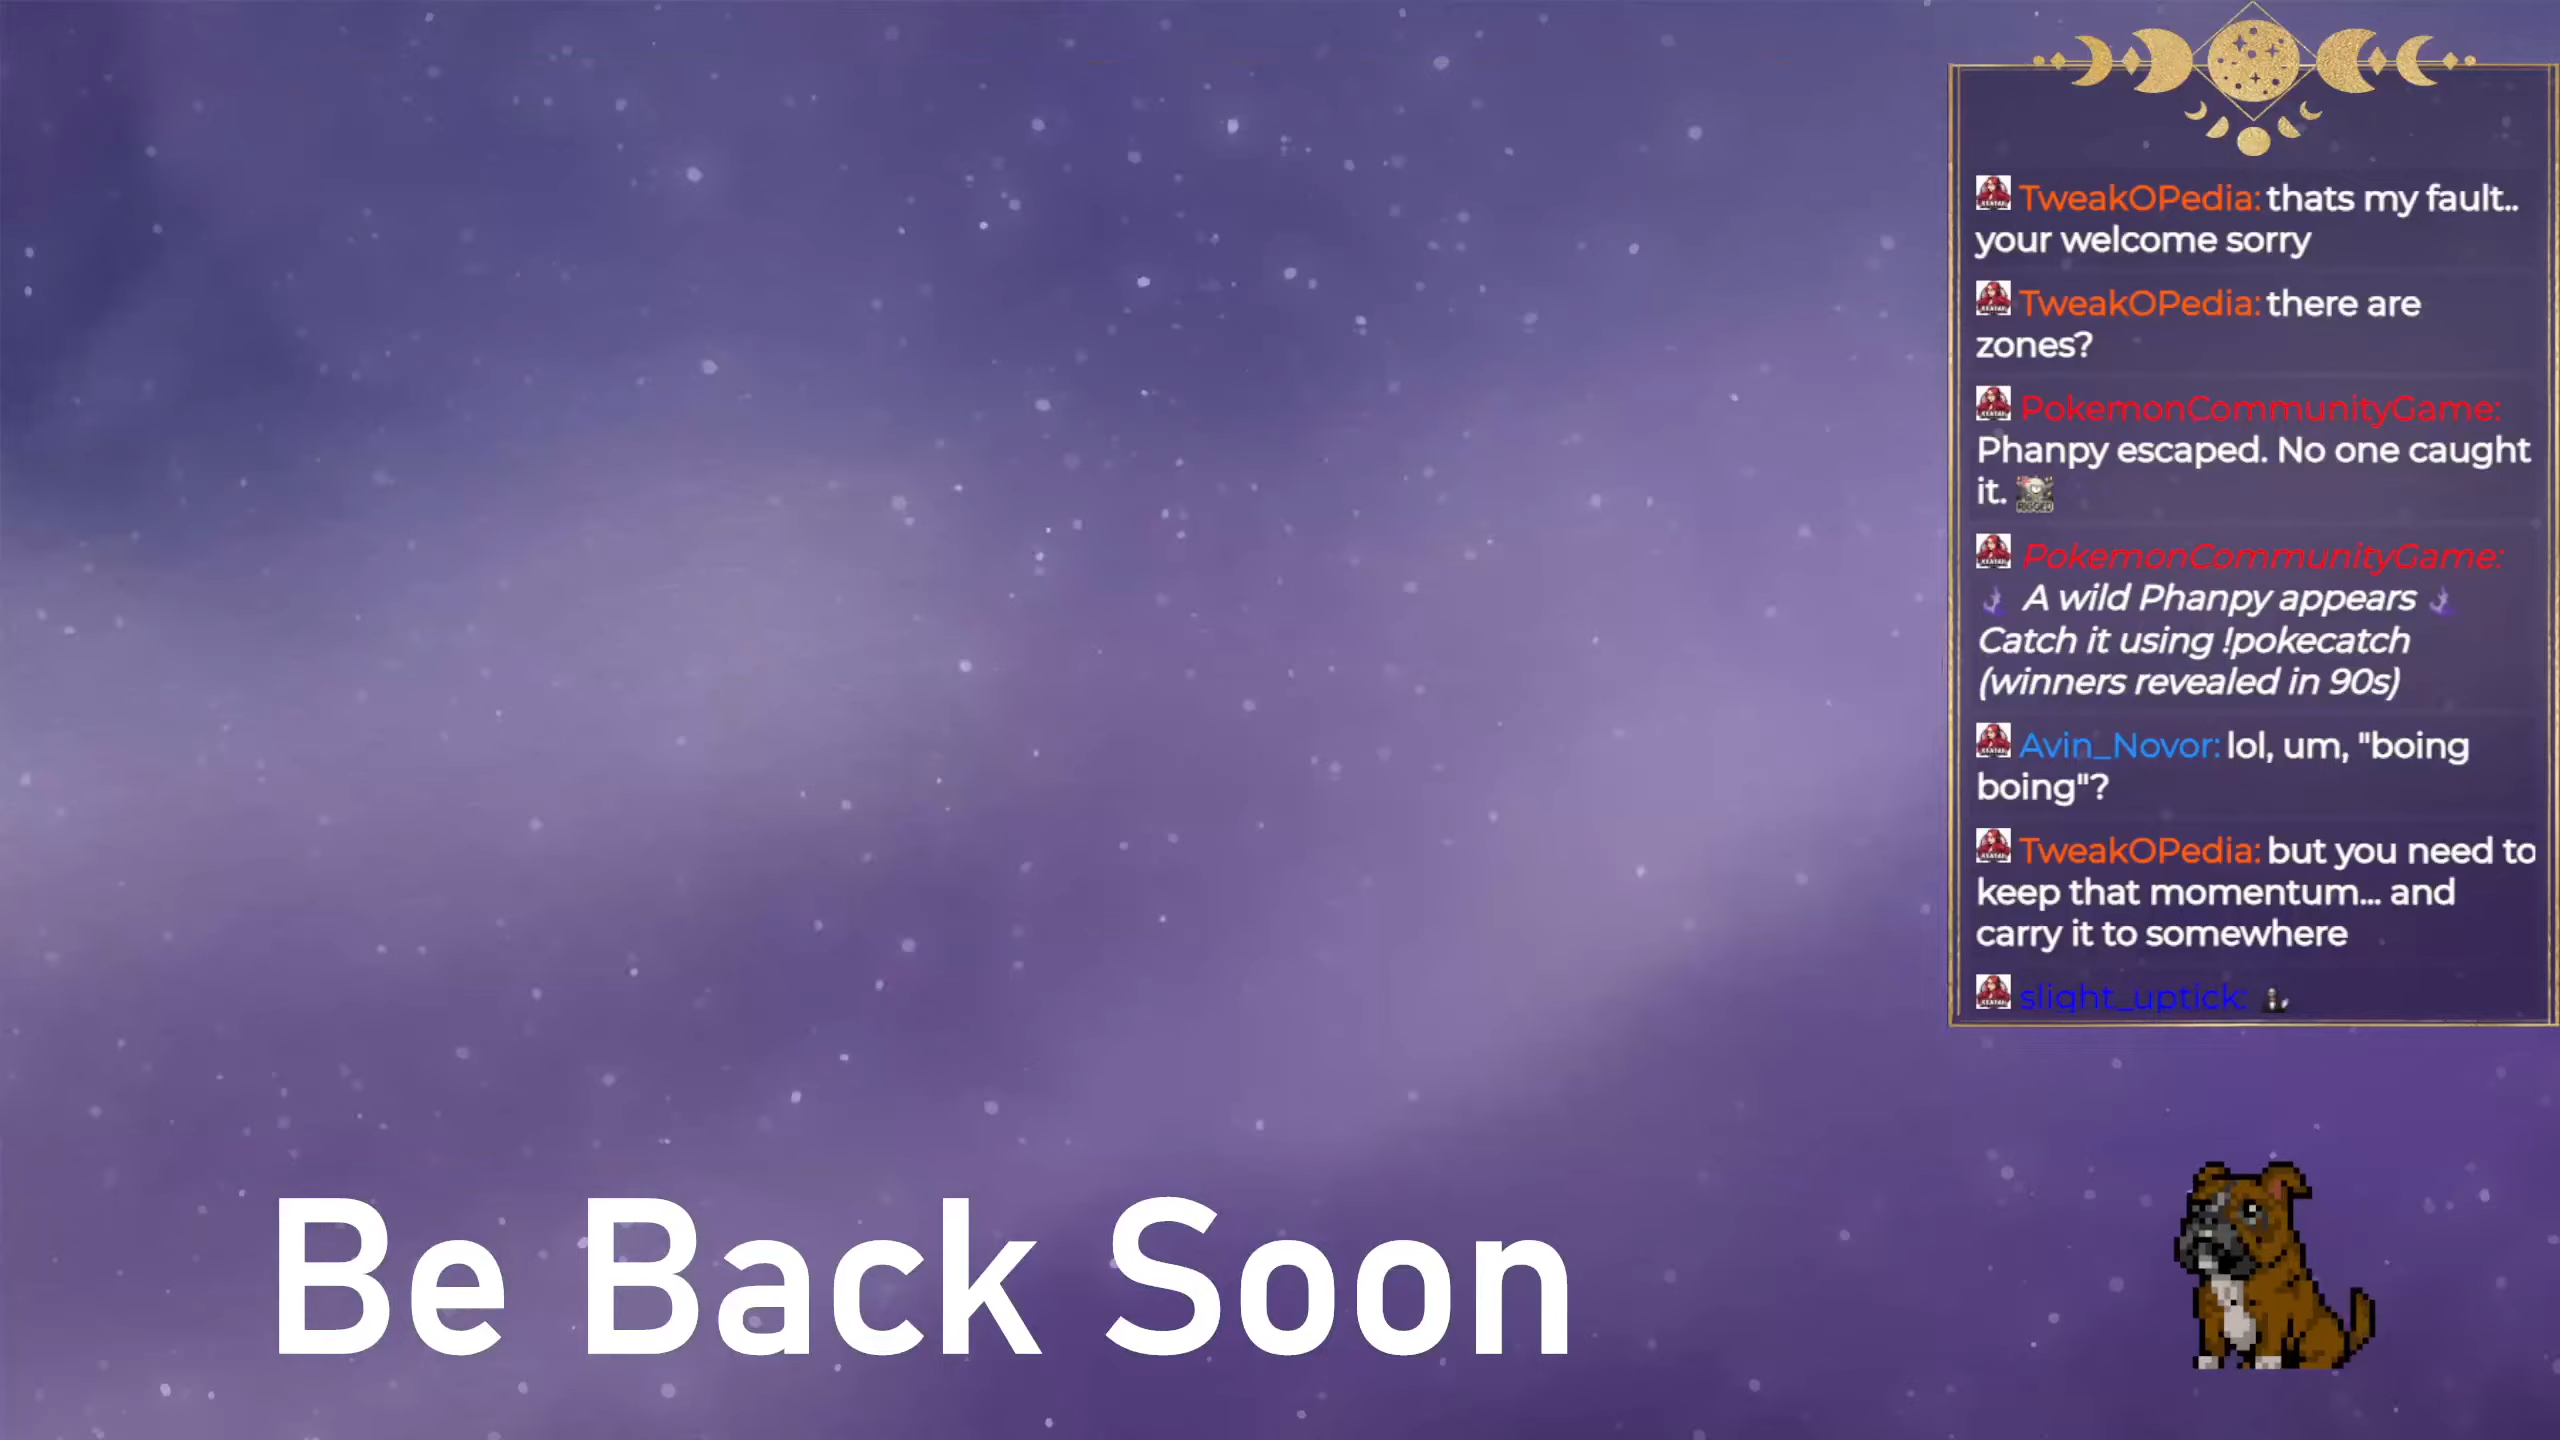 TweakOPedia: thats my fault..
your welcome sorry
TweakOPedia: there are
zones?
PokemonCommunityGame:
Phanpy escaped. No one caught
it.
PokemonCommunityGame:
A wild Phanpy appears
Catch it using !pokecatch
(winners revealed in 90s)
Avin_Novor: lol, um, "boing
boing"?
TweakOPedia: but you need to
keep that momentum... and
carry it to somewhere
slight_uptick:
Be Back Soon